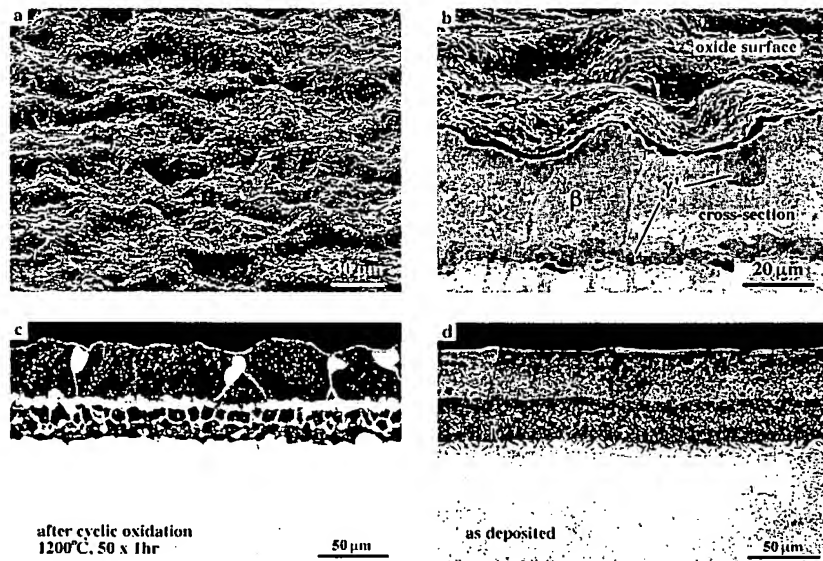 a
30 µm
b
oxide surface
β
γ
cross-section
20 µm
c
after cyclic oxidation
1200°C, 50 x 1hr
50 µm
d
as deposited
50 µm